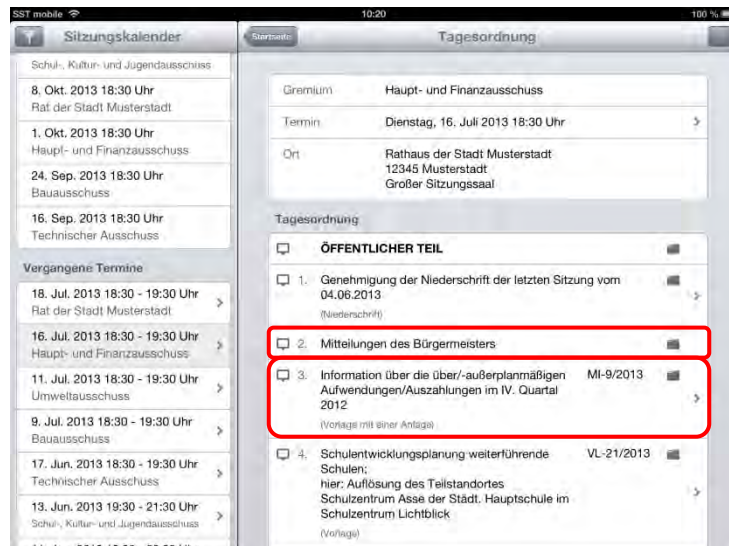 SST mobile
10:20
100 %
Sitzungskalender
Schul-, Kultur- und Jugendausschuss
8. Okt. 2013 18:30 Uhr
Rat der Stadt Musterstadt
1. Okt. 2013 18:30 Uhr
Haupt- und Finanzausschuss
24. Sep. 2013 18:30 Uhr
Bauausschuss
16. Sep. 2013 18:30 Uhr
Technischer Ausschuss
Vergangene Termine
18. Jul. 2013 18:30 - 19:30 Uhr
Rat der Stadt Musterstadt
16. Jul. 2013 18:30 - 19:30 Uhr
Haupt- und Finanzausschuss
11. Jul. 2013 18:30 - 19:30 Uhr
Umweltausschuss
9. Jul. 2013 18:30 - 19:30 Uhr
Bauausschuss
17. Jun. 2013 18:30 - 19:30 Uhr
Technischer Ausschuss
13. Jun. 2013 19:30 - 21:30 Uhr
Schul-, Kultur- und Jugendausschuss
Startseite
Tagesordnung
Gremium Haupt- und Finanzausschuss
Termin Dienstag, 16. Juli 2013 18:30 Uhr
Ort Rathaus der Stadt Musterstadt
12345 Musterstadt
Großer Sitzungssaal
Tagesordnung
ÖFFENTLICHER TEIL
1. Genehmigung der Niederschrift der letzten Sitzung vom
04.06.2013
(Niederschrift)
2. Mitteilungen des Bürgermeisters
3. Information über die über/-außerplanmäßigen MI-9/2013
Aufwendungen/Auszahlungen im IV. Quartal
2012
(Vorlage mit einer Anlage)
4. Schulentwicklungsplanung weiterführende VL-21/2013
Schulen;
hier: Auflösung des Teilstandortes
Schulzentrum Asse der Städt. Hauptschule im
Schulzentrum Lichtblick
(Vorlage)